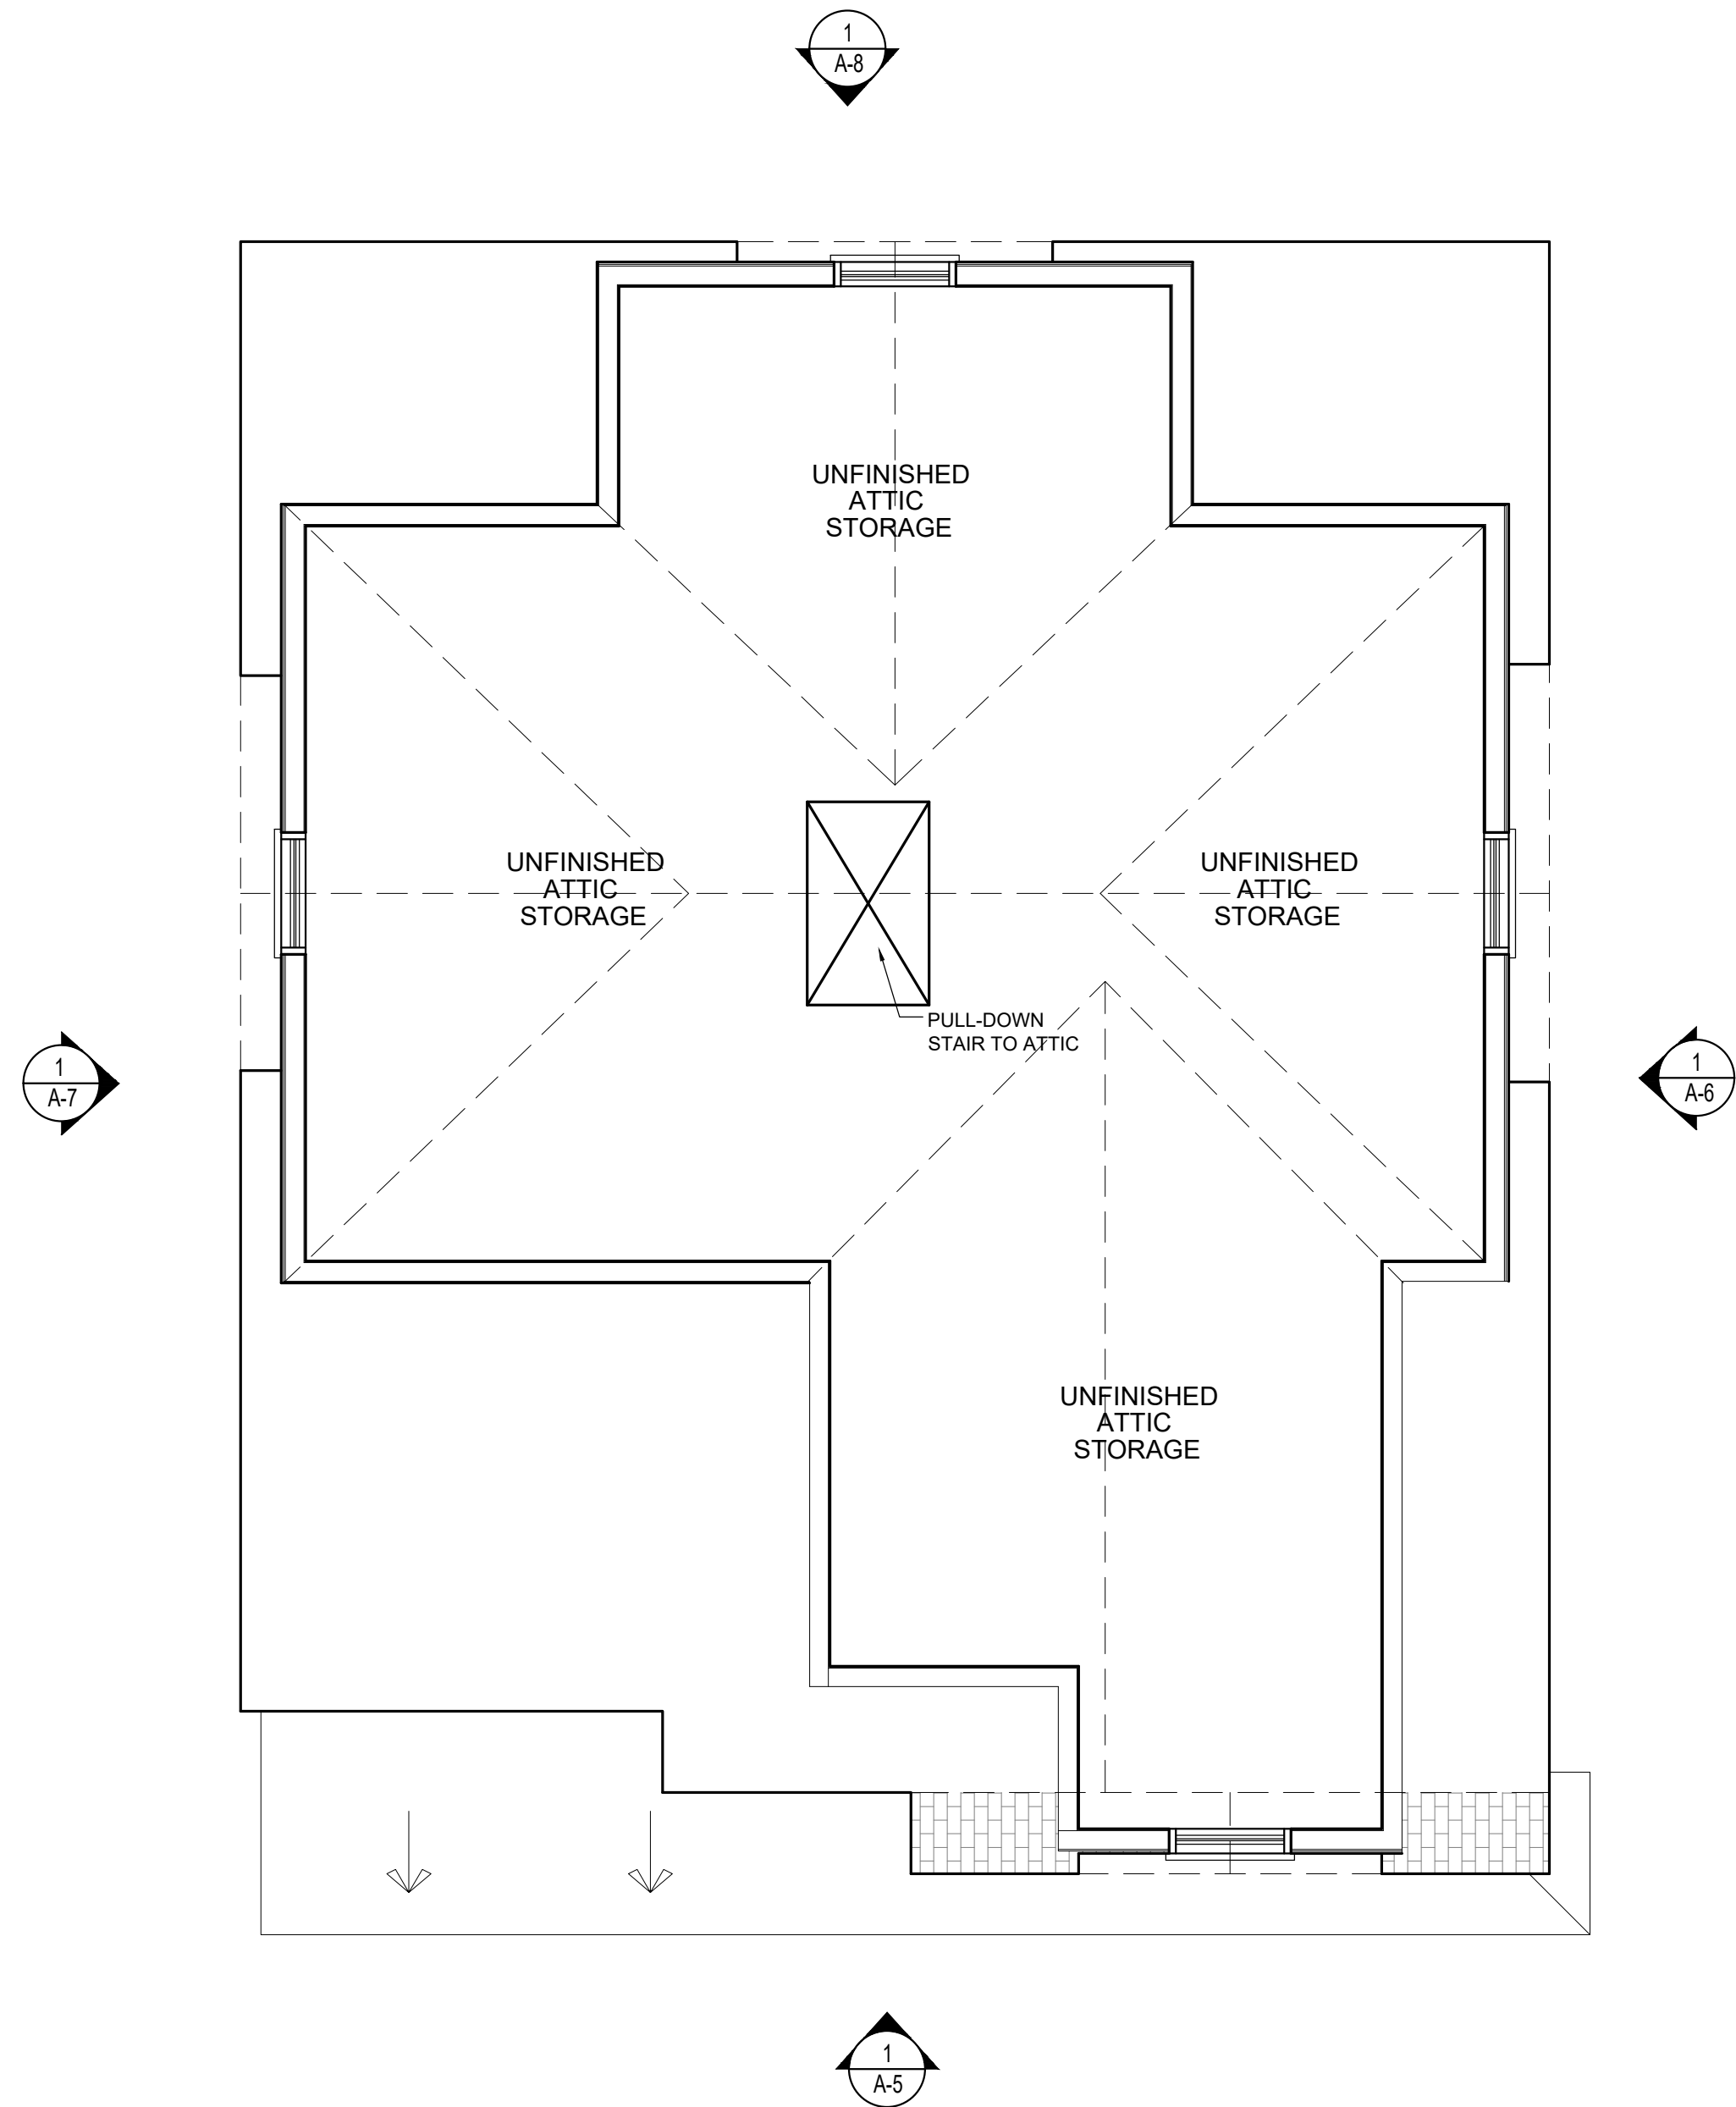 1
A-8
UNFINISHED
ATTIC
STORAGE
UNFINISHED
ATTIC
STORAGE
UNFINISHED
ATTIC
STORAGE
PULL-DOWN
STAIR TO ATTIC
1
A-7
1
A-6
UNFINISHED
ATTIC
STORAGE
1
A-5